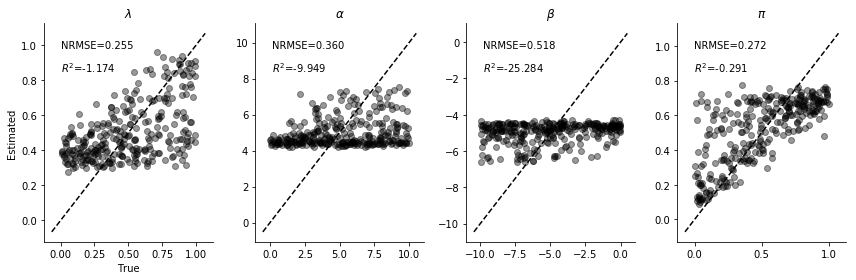 λ
NRMSE=0.255
R²=-1.174
1.0
0.8
0.6
0.4
0.2
0.0
Estimated
0.00 0.25 0.50 0.75 1.00
True
α
NRMSE=0.360
R²=-9.949
10
8
6
4
2
0
0.0 2.5 5.0 7.5 10.0
β
NRMSE=0.518
R²=-25.284
0
−2
−4
−6
−8
−10
−10.0 −7.5 −5.0 −2.5 0.0
π
NRMSE=0.272
R²=-0.291
1.0
0.8
0.6
0.4
0.2
0.0
0.0 0.5 1.0